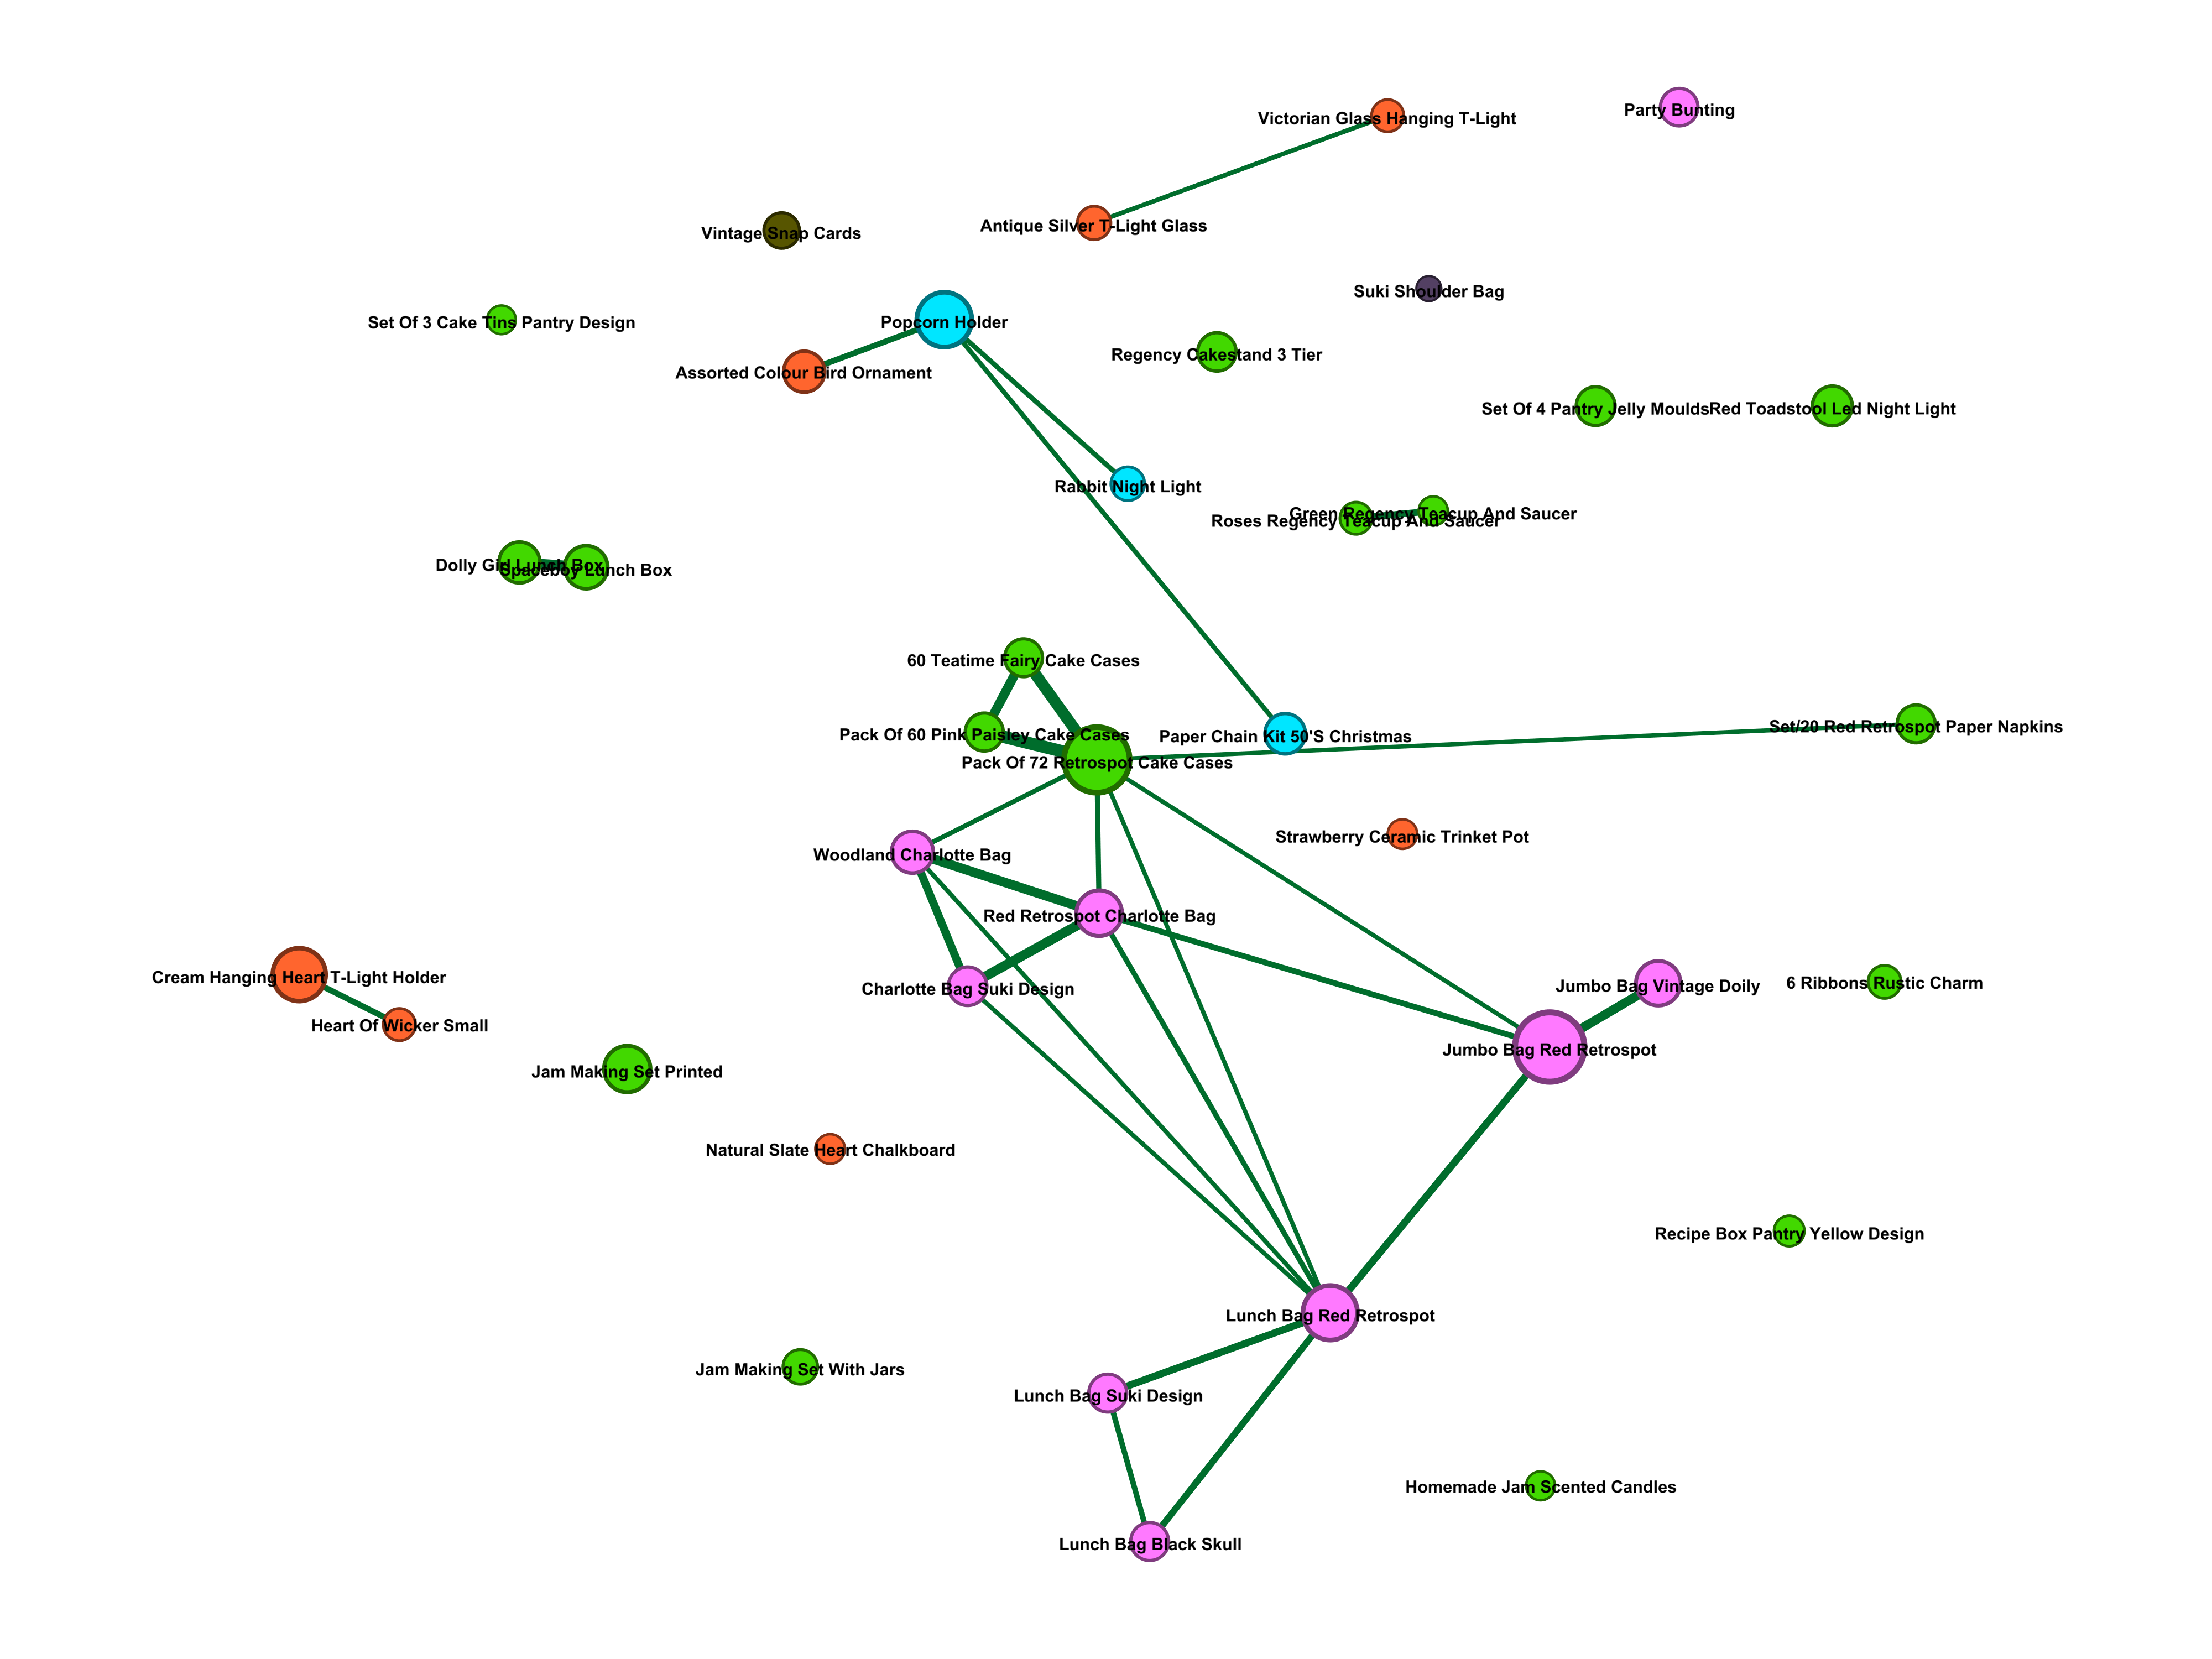 Party Bunting
Victorian Glass Hanging T-Light
Antique Silver T-Light Glass
Vintage Snap Cards
Suki Shoulder Bag
Set Of 3 Cake Tins Pantry Design
Popcorn Holder
Regency Cakestand 3 Tier
Assorted Colour Bird Ornament
Set Of 4 Pantry Jelly Moulds
Red Toadstool Led Night Light
Rabbit Night Light
Green Regency Teacup And Saucer
Roses Regency Teacup And Saucer
Dolly Girl Lunch Box
Spaceboy Lunch Box
60 Teatime Fairy Cake Cases
Set/20 Red Retrospot Paper Napkins
Pack Of 60 Pink Paisley Cake Cases
Paper Chain Kit 50'S Christmas
Pack Of 72 Retrospot Cake Cases
Strawberry Ceramic Trinket Pot
Woodland Charlotte Bag
Red Retrospot Charlotte Bag
Cream Hanging Heart T-Light Holder
6 Ribbons Rustic Charm
Jumbo Bag Vintage Doily
Charlotte Bag Suki Design
Heart Of Wicker Small
Jumbo Bag Red Retrospot
Jam Making Set Printed
Natural Slate Heart Chalkboard
Recipe Box Pantry Yellow Design
Lunch Bag Red Retrospot
Jam Making Set With Jars
Lunch Bag Suki Design
Homemade Jam Scented Candles
Lunch Bag Black Skull